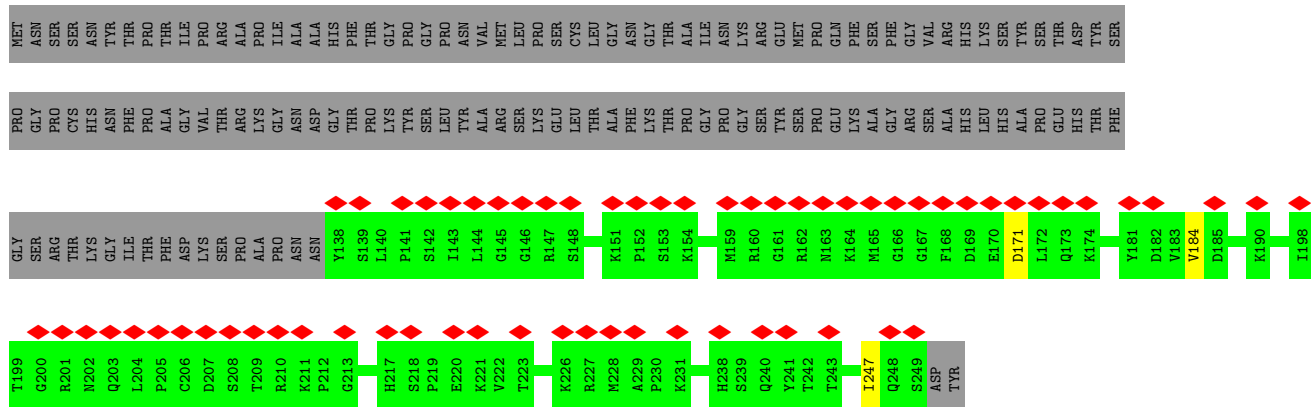 MET ASN SER SER ASN TYR THR PRO THR ILE PRO ARG ALA PRO ILE ALA ALA HIS PHE THR GLY PRO GLY PRO ASN VAL MET LEU PRO SER CYS LEU GLY ASN GLY THR ALA ILE ASN LYS ARG GLU MET PRO GLN PHE SER PHE GLY VAL ARG HIS LYS SER TYR SER THR ASP TYR SER
PRO GLY PRO CYS HIS ASN PHE PRO ALA GLY VAL THR ARG LYS GLY ASN ASP GLY THR PRO LYS TYR SER LEU TYR ALA ARG SER LYS GLU LEU THR ALA PHE LYS THR PRO GLY PRO GLY SER TYR SER PRO GLU LYS ALA GLY ARG SER ALA HIS LEU HIS ALA PRO GLU HIS THR PHE
GLY SER ARG THR LYS GLY ILE THR PHE ASP LYS SER PRO ALA PRO ASN ASN Y138 S139 L140 P141 S142 I143 L144 G145 G146 R147 S148 K151 P152 S153 K154 M159 R160 G161 R162 N163 K164 M165 G166 G167 F168 D169 E170 D171 L172 Q173 K174 Y181 D182 V183 V184 D185 K190 I198
T199 G200 R201 N202 Q203 L204 P205 C206 D207 S208 T209 R210 K211 P212 G213 H217 S218 P219 E220 K221 V222 T223 K226 R227 M228 A229 P230 K231 H238 S239 Q240 Y241 T242 T243 I247 Q248 S249 ASP TYR